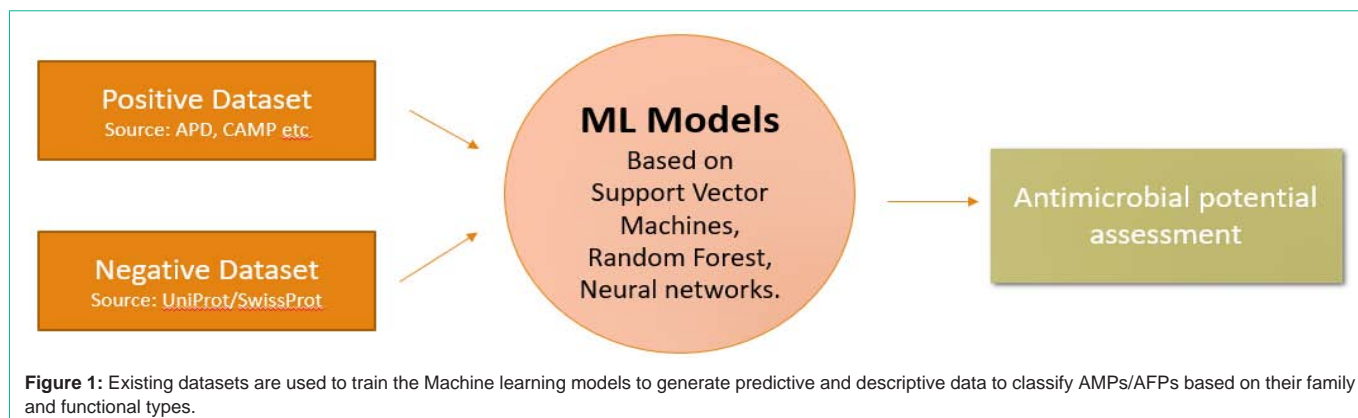 Positive Dataset
Source: APD, CAMP etc
Negative Dataset
Source: UniProt/SwissProt
ML Models
Based on
Support Vector
Machines,
Random Forest,
Neural networks.
Antimicrobial potential
assessment
Figure 1: Existing datasets are used to train the Machine learning models to generate predictive and descriptive data to classify AMPs/AFPs based on their family
and functional types.